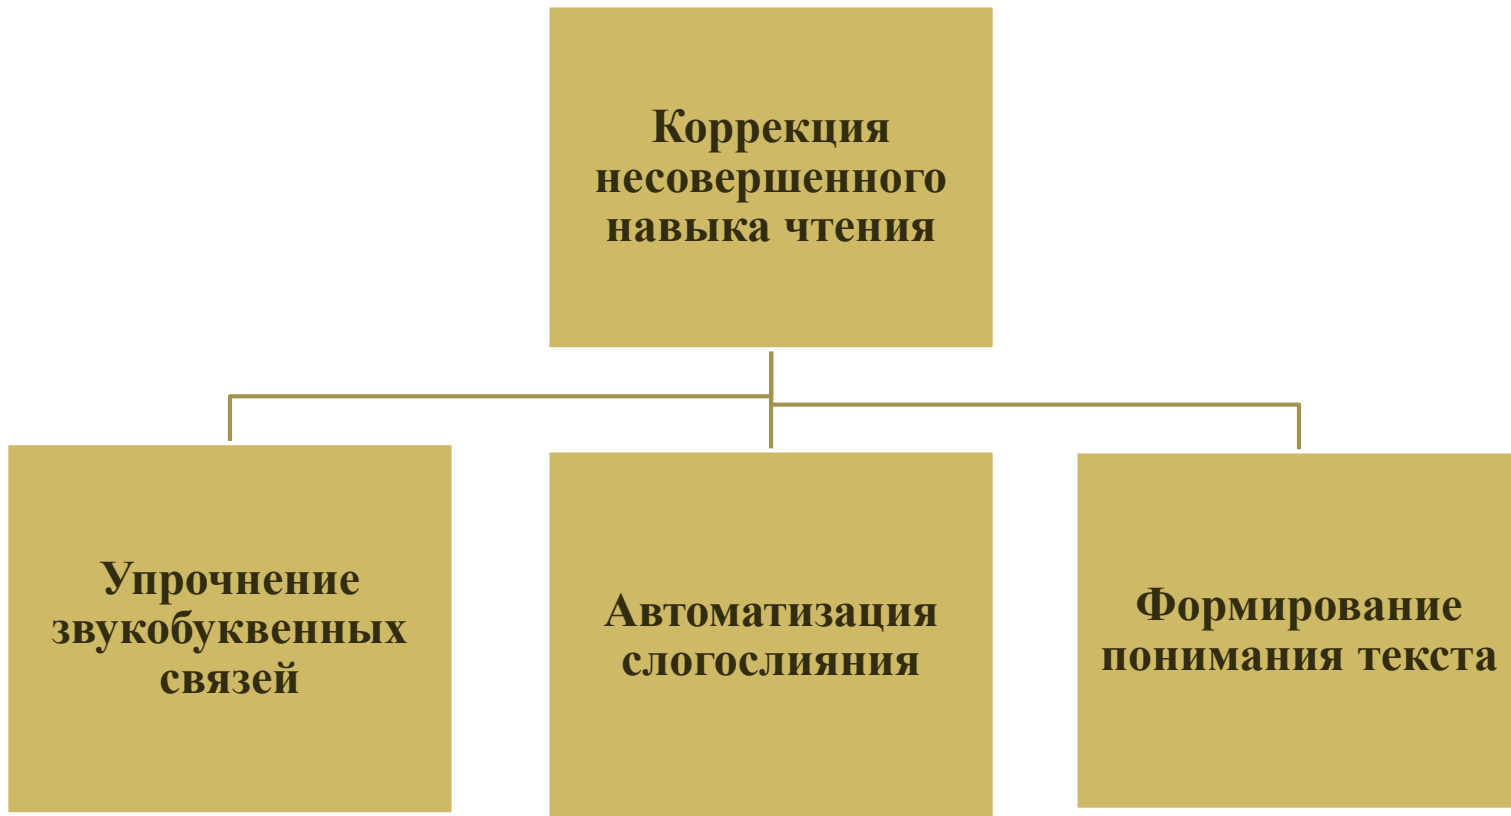 Коррекция
несовершенного
навыка чтения
Упрочнение
звукобуквенных
связей
Автоматизация
слогослияния
Формирование
понимания текста